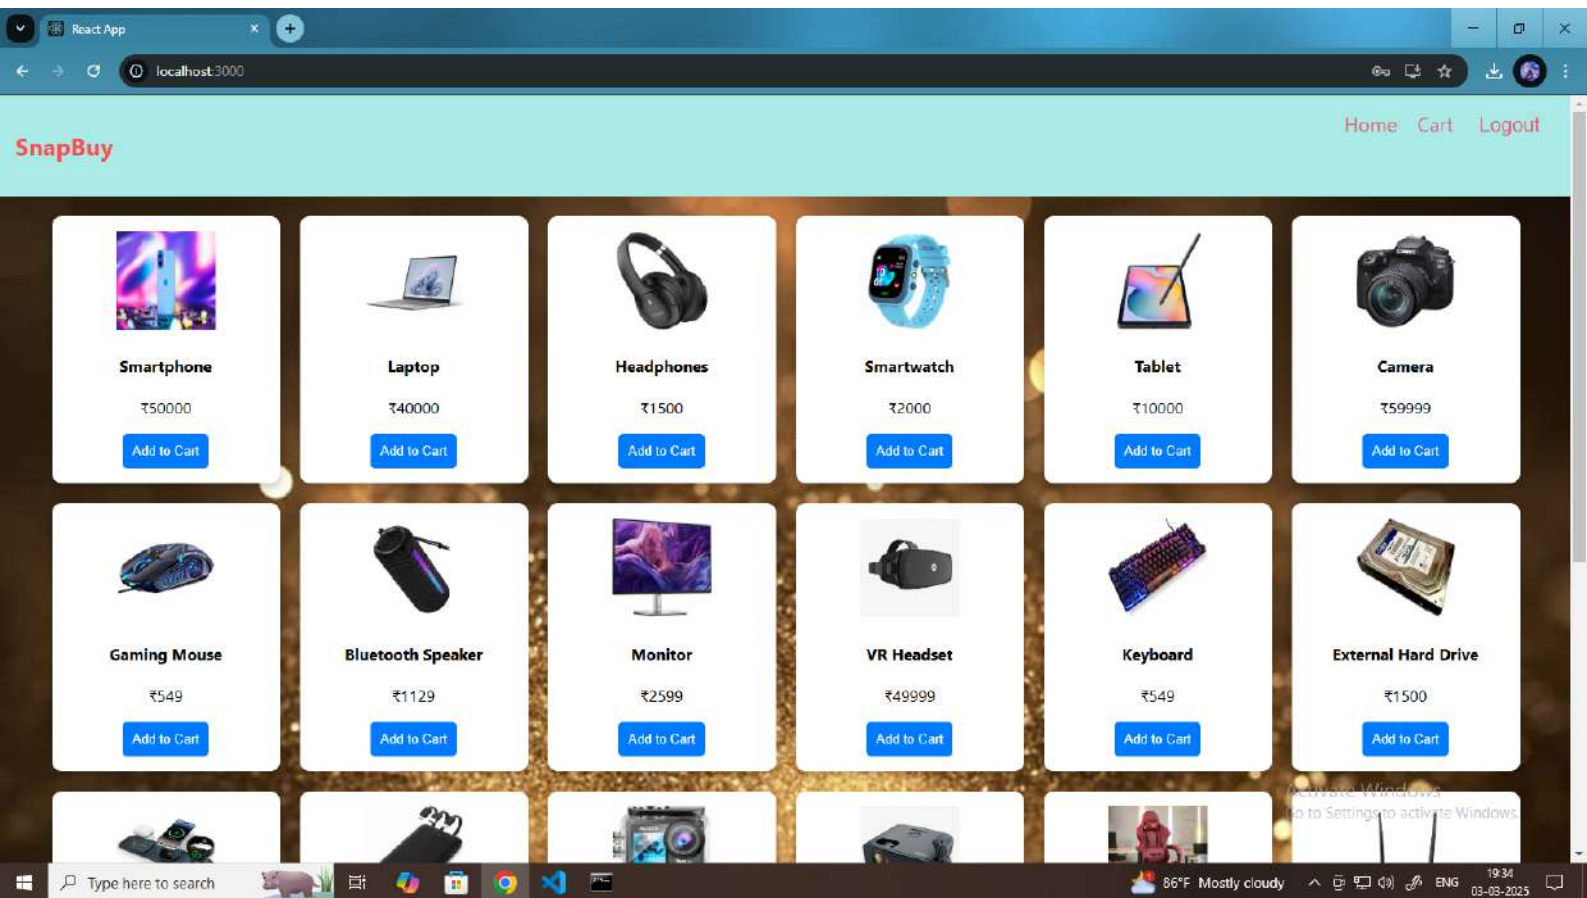 React App
localhost:3000
SnapBuy
Home Cart Logout
Smartphone Laptop Headphones Smartwatch Tablet Camera
₹50000 ₹40000 ₹1500 ₹2000 ₹10000 ₹59999
Add to Cart Add to Cart Add to Cart Add to Cart Add to Cart Add to Cart
Gaming Mouse Bluetooth Speaker Monitor VR Headset Keyboard External Hard Drive
₹549 ₹1129 ₹2599 ₹49999 ₹549 ₹1500
Add to Cart Add to Cart Add to Cart Add to Cart Add to Cart Add to Cart
Activate Windows
Go to Settings to activate Windows.
Type here to search
86°F Mostly cloudy
ENG
19:34
03-03-2025